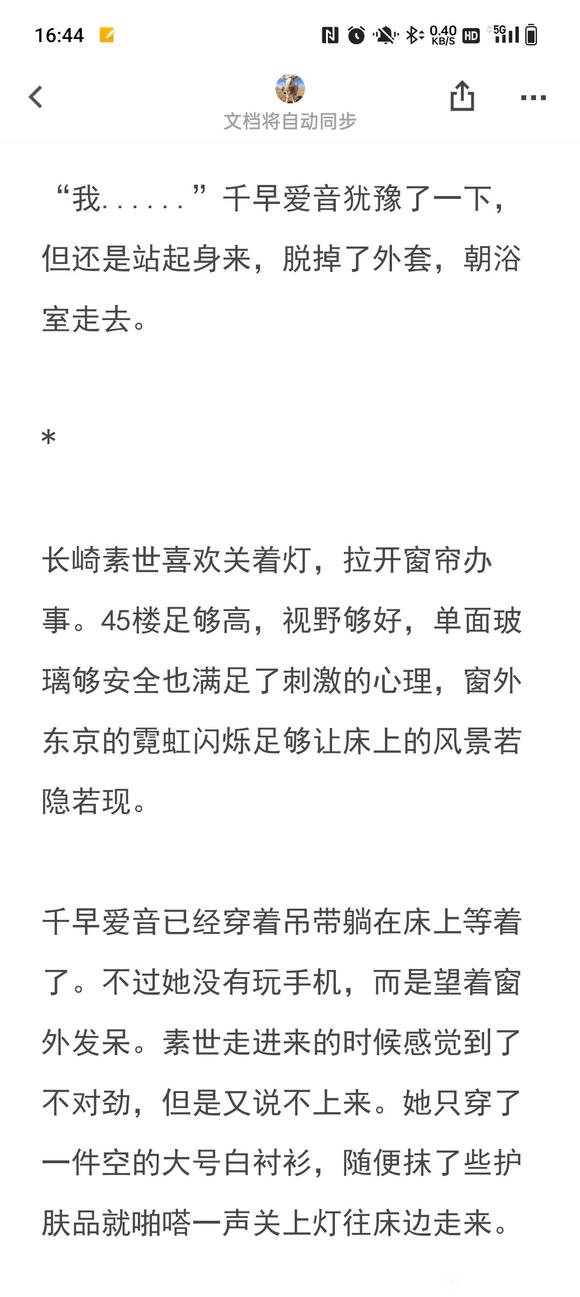 16:44
0.40
KB/S
HD
5G
文档将自动同步
“我......”千早爱音犹豫了一下，
但还是站起身来，脱掉了外套，朝浴
室走去。
*
长崎素世喜欢关着灯，拉开窗帘办
事。45楼足够高，视野够好，单面玻
璃够安全也满足了刺激的心理，窗外
东京的霓虹闪烁足够让床上的风景若
隐若现。
千早爱音已经穿着吊带躺在床上等着
了。不过她没有玩手机，而是望着窗
外发呆。素世走进来的时候感觉到了
不对劲，但是又说不上来。她只穿了
一件空的大号白衬衫，随便抹了些护
肤品就啪嗒一声关上灯往床边走来。